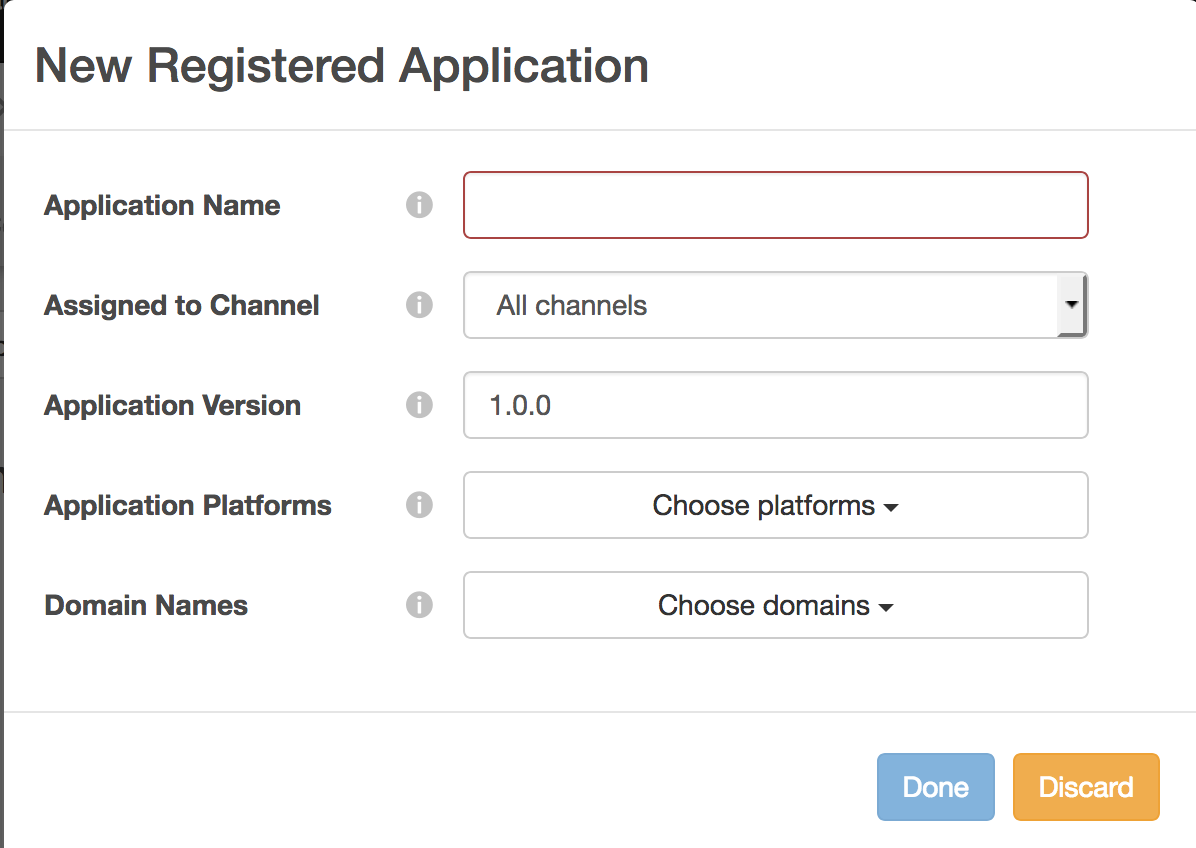 New Registered Application
Application Name
Assigned to Channel
All channels
Application Version
1.0.0
Application Platforms
Choose platforms
Domain Names
Choose domains
Done
Discard